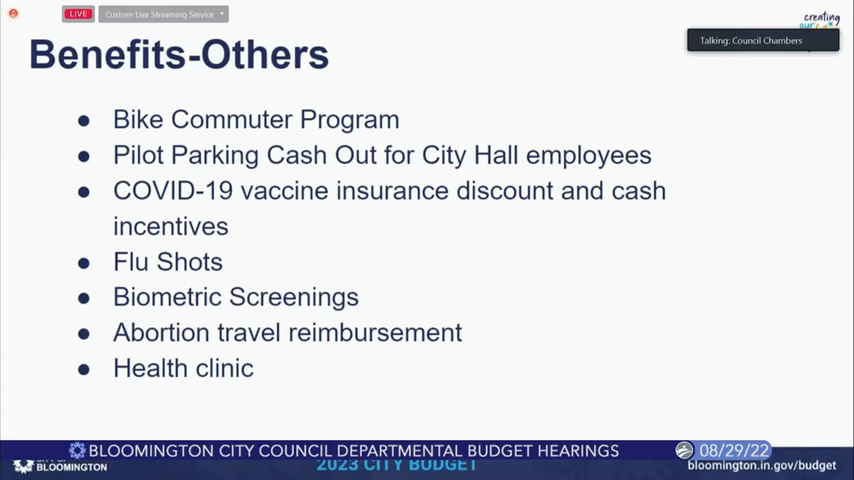 LIVE
Custom Live Streaming Service
creating
Talking: Council Chambers
Benefits-Others
● Bike Commuter Program
● Pilot Parking Cash Out for City Hall employees
● COVID-19 vaccine insurance discount and cash
incentives
● Flu Shots
● Biometric Screenings
● Abortion travel reimbursement
● Health clinic
BLOOMINGTON CITY COUNCIL DEPARTMENTAL BUDGET HEARINGS
08/29/22
BLOOMINGTON
2023 CITY BUDGET
bloomington.in.gov/budget